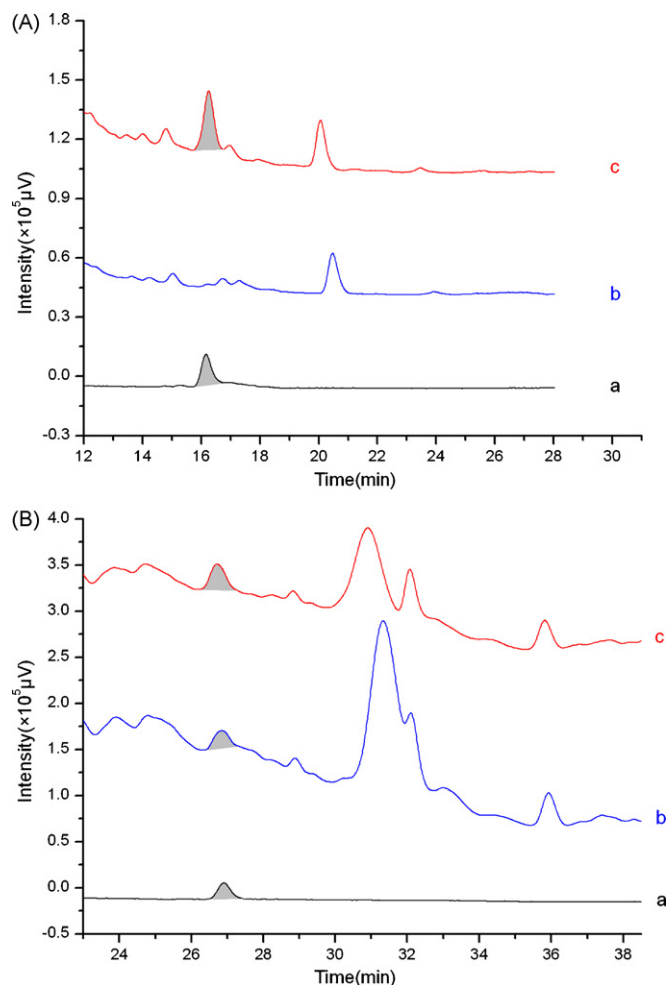 (A)
1.8
1.5
1.2
0.9
0.6
0.3
0.0
-0.3
Intensity(×10⁵μV)
c
b
a
12 14 16 18 20 22 24 26 28 30
Time(min)
(B)
4.0
3.5
3.0
2.5
2.0
1.5
1.0
0.5
0.0
-0.5
Intensity(×10⁵μV)
c
b
a
24 26 28 30 32 34 36 38
Time(min)